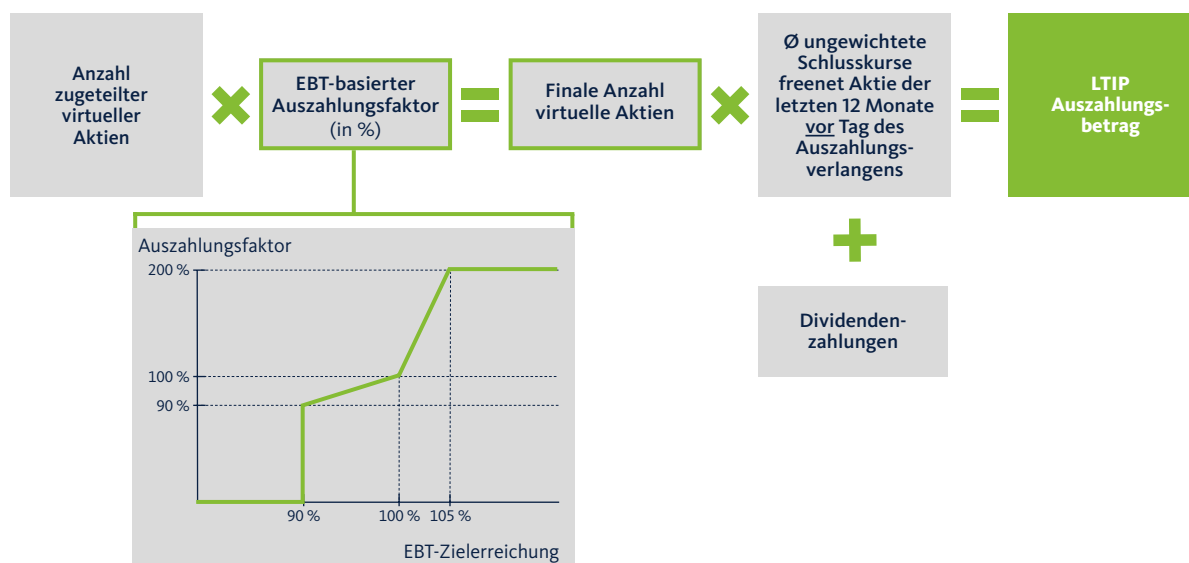 Anzahl
zugeteilter
virtueller
Aktien
EBT-basierter
Auszahlungsfaktor
(in %)
Finale Anzahl
virtuelle Aktien
Ø ungewichtete
Schlusskurse
freenet Aktie der
letzten 12 Monate
vor Tag des
Auszahlungs-
verlangens
LTIP
Auszahlungs-
betrag
Dividenden-
zahlungen
Auszahlungsfaktor
200 %
100 %
90 %
90 %
100 %
105 %
EBT-Zielerreichung